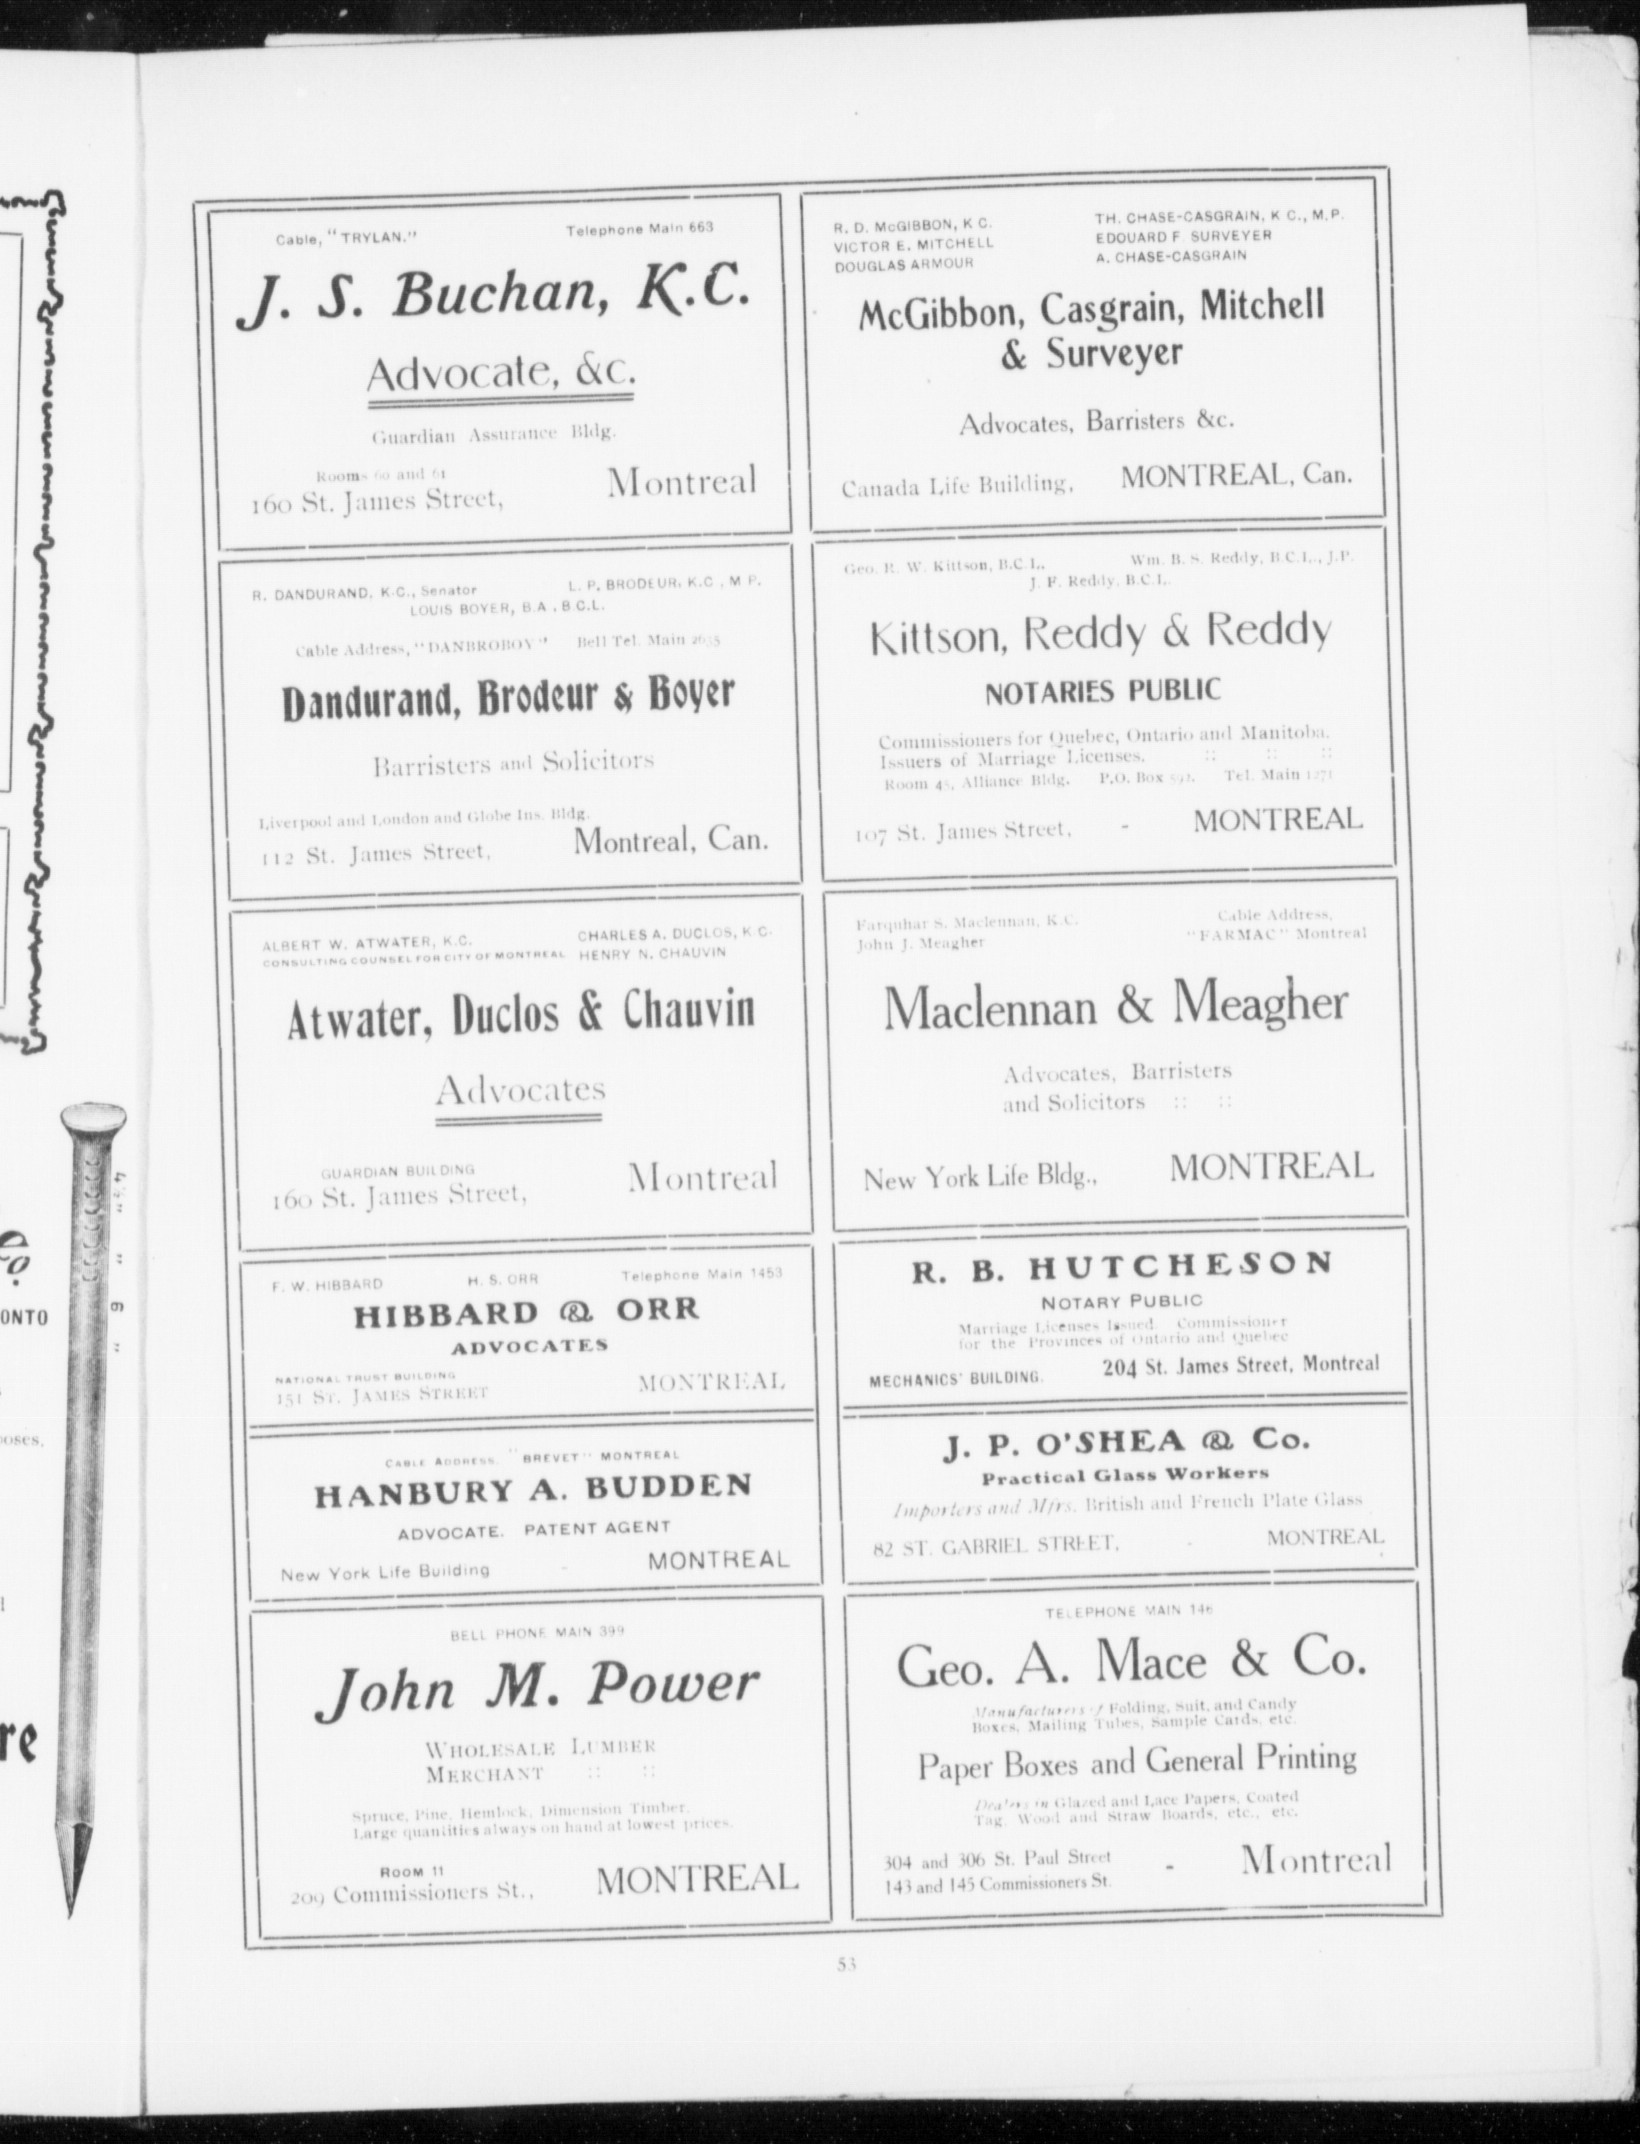 Cable, "TRYLAN."    Telephone Main 663
J. S. Buchan, K.C.
Advocate, &c.
Guardian Assurance Bldg.
Rooms 60 and 61
160 St. James Street,    Montreal
R. D. McGIBBON, K C.    TH. CHASE-CASGRAIN, K C., M.P.
VICTOR E. MITCHELL    EDOUARD F. SURVEYER
DOUGLAS ARMOUR    A. CHASE-CASGRAIN
McGibbon, Casgrain, Mitchell
& Surveyer
Advocates, Barristers &c.
Canada Life Building,    MONTREAL, Can.
R. DANDURAND, K.C., Senator    L. P. BRODEUR, K.C., M P.
LOUIS BOYER, B.A., B.C.L.
Cable Address, "DANBROBOY"    Bell Tel. Main
Dandurand, Brodeur & Boyer
Barristers and Solicitors
Liverpool and London and Globe Ins. Bldg.
112 St. James Street,    Montreal, Can.
Geo. R. W. Kittson, B.C.L.    Wm. B. S. Reddy, B.C.L., J.P.
J. F. Reddy, B.C.L.
Kittson, Reddy & Reddy
NOTARIES PUBLIC
Commissioners for Quebec, Ontario and Manitoba.
Issuers of Marriage Licenses. :: :: ::
Room 45, Alliance Bldg.    P.O. Box    Tel. Main 1271
107 St. James Street, - MONTREAL
ALBERT W. ATWATER, K.C.    CHARLES A. DUCLOS, K C.
CONSULTING COUNSEL FOR CITY OF MONTREAL    HENRY N. CHAUVIN
Atwater, Duclos & Chauvin
Advocates
GUARDIAN BUILDING
160 St. James Street,    Montreal
Farquhar S. Maclennan, K.C.    Cable Address,
John J. Meagher    "FARMAC" Montreal
Maclennan & Meagher
Advocates, Barristers
and Solicitors :: ::
New York Life Bldg.,    MONTREAL
F. W. HIBBARD    H. S. ORR    Telephone Main 1453
HIBBARD & ORR
ADVOCATES
NATIONAL TRUST BUILDING
151 ST. JAMES STREET    MONTREAL
R. B. HUTCHESON
NOTARY PUBLIC
Marriage Licenses Issued. Commissioner
for the Provinces of Ontario and Quebec
MECHANICS' BUILDING.    204 St. James Street, Montreal
CABLE ADDRESS. "BREVET" MONTREAL
HANBURY A. BUDDEN
ADVOCATE. PATENT AGENT
New York Life Building - MONTREAL
J. P. O'SHEA & Co.
Practical Glass Workers
Importers and Mfrs. British and French Plate Glass
82 ST. GABRIEL STREET, - MONTREAL
BELL PHONE MAIN 399
John M. Power
WHOLESALE LUMBER
MERCHANT :: ::
Spruce, Pine, Hemlock, Dimension Timber.
Large quantities always on hand at lowest prices.
ROOM 11
209 Commissioners St.,    MONTREAL
TELEPHONE MAIN 146
Geo. A. Mace & Co.
Manufacturers of Folding, Suit, and Candy
Boxes, Mailing Tubes, Sample Cards, etc.
Paper Boxes and General Printing
Dealers in Glazed and Lace Papers, Coated
Tag, Wood and Straw Boards, etc., etc.
304 and 306 St. Paul Street
143 and 145 Commissioners St. - Montreal
53
Co.
ONTO
oses.
re